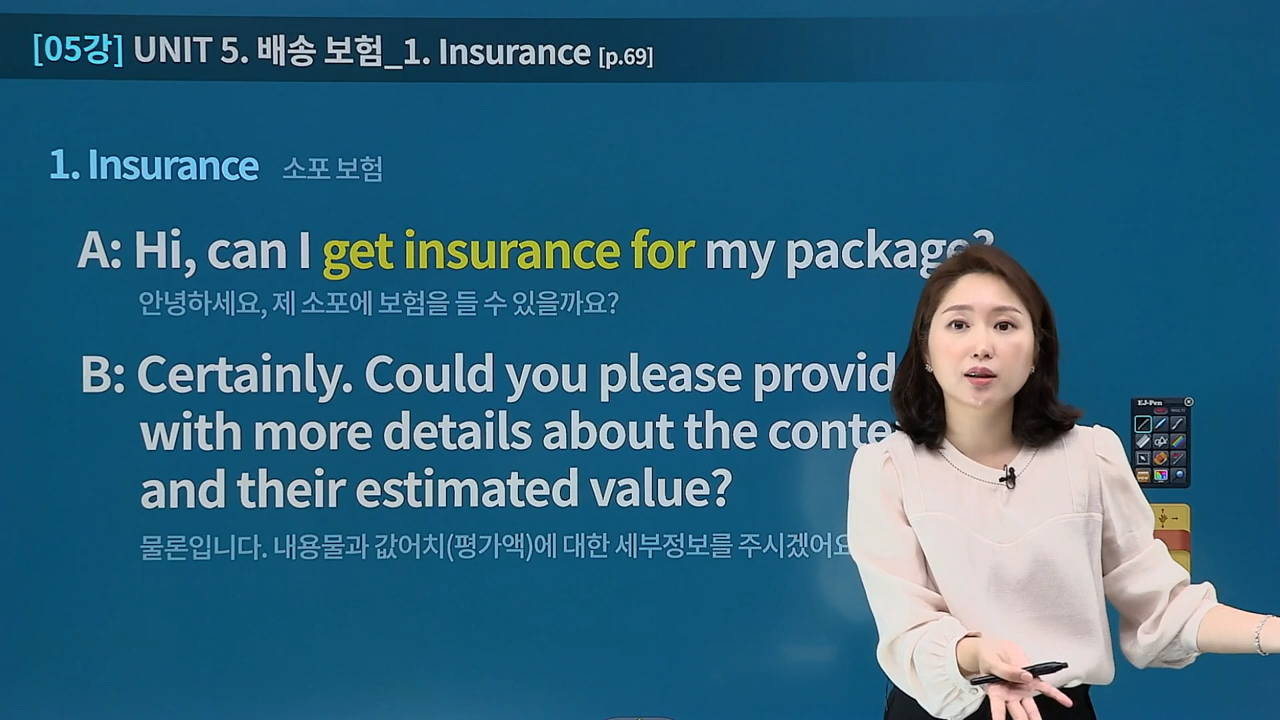 [05강] UNIT 5. 배송 보험_1. Insurance [p.69]
1. Insurance 소포 보험
A: Hi, can I get insurance for my package?
안녕하세요, 제 소포에 보험을 들 수 있을까요?
B: Certainly. Could you please provid
with more details about the conte
and their estimated value?
물론입니다. 내용물과 값어치(평가액)에 대한 세부정보를 주시겠어요
EJ-Pen